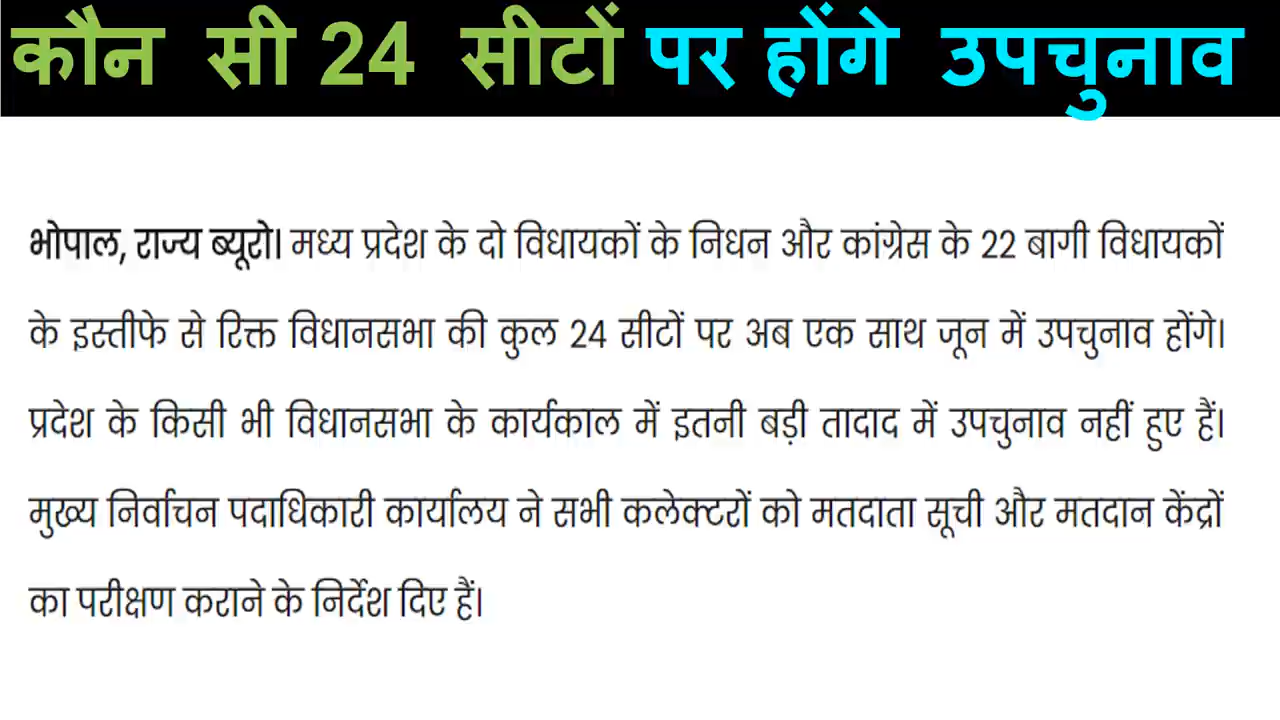 कौन सी 24 सीटों पर होंगे उपचुनाव
भोपाल, राज्य ब्यूरो। मध्य प्रदेश के दो विधायकों के निधन और कांग्रेस के 22 बागी विधायकों
के इस्तीफे से रिक्त विधानसभा की कुल 24 सीटों पर अब एक साथ जून में उपचुनाव होंगे।
प्रदेश के किसी भी विधानसभा के कार्यकाल में इतनी बड़ी तादाद में उपचुनाव नहीं हुए हैं।
मुख्य निर्वाचन पदाधिकारी कार्यालय ने सभी कलेक्टरों को मतदाता सूची और मतदान केंद्रों
का परीक्षण कराने के निर्देश दिए हैं।